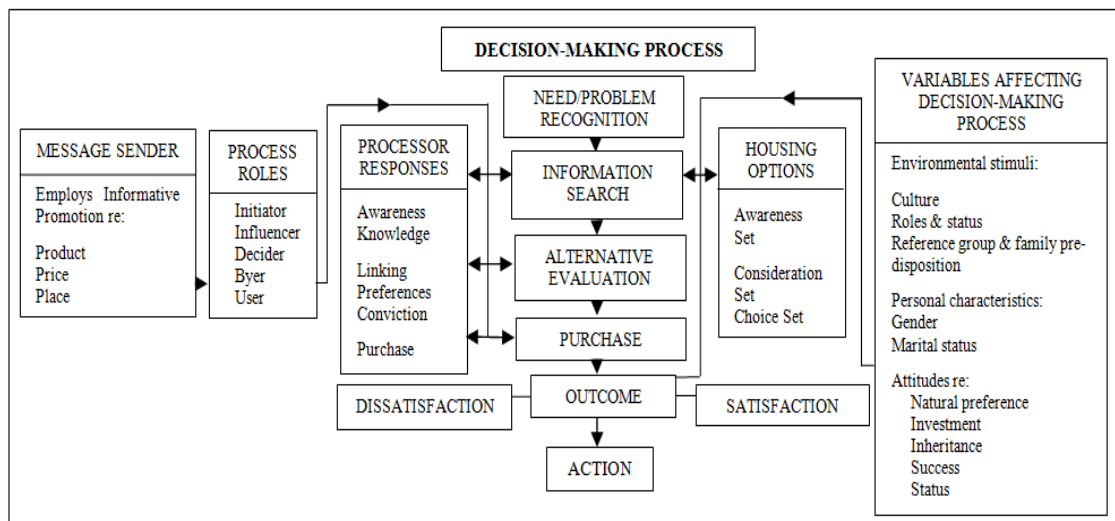 DECISION-MAKING PROCESS
MESSAGE SENDER
Employs Informative
Promotion re:
Product
Price
Place
PROCESS
ROLES
Initiator
Influencer
Decider
Byer
User
PROCESSOR
RESPONSES
Awareness
Knowledge
Linking
Preferences
Conviction
Purchase
NEED/PROBLEM
RECOGNITION
INFORMATION
SEARCH
ALTERNATIVE
EVALUATION
PURCHASE
DISSATISFACTION
OUTCOME
SATISFACTION
ACTION
HOUSING
OPTIONS
Awareness
Set
Consideration
Set
Choice Set
VARIABLES AFFECTING
DECISION-MAKING
PROCESS
Environmental stimuli:
Culture
Roles & status
Reference group & family pre-
disposition
Personal characteristics:
Gender
Marital status
Attitudes re:
Natural preference
Investment
Inheritance
Success
Status